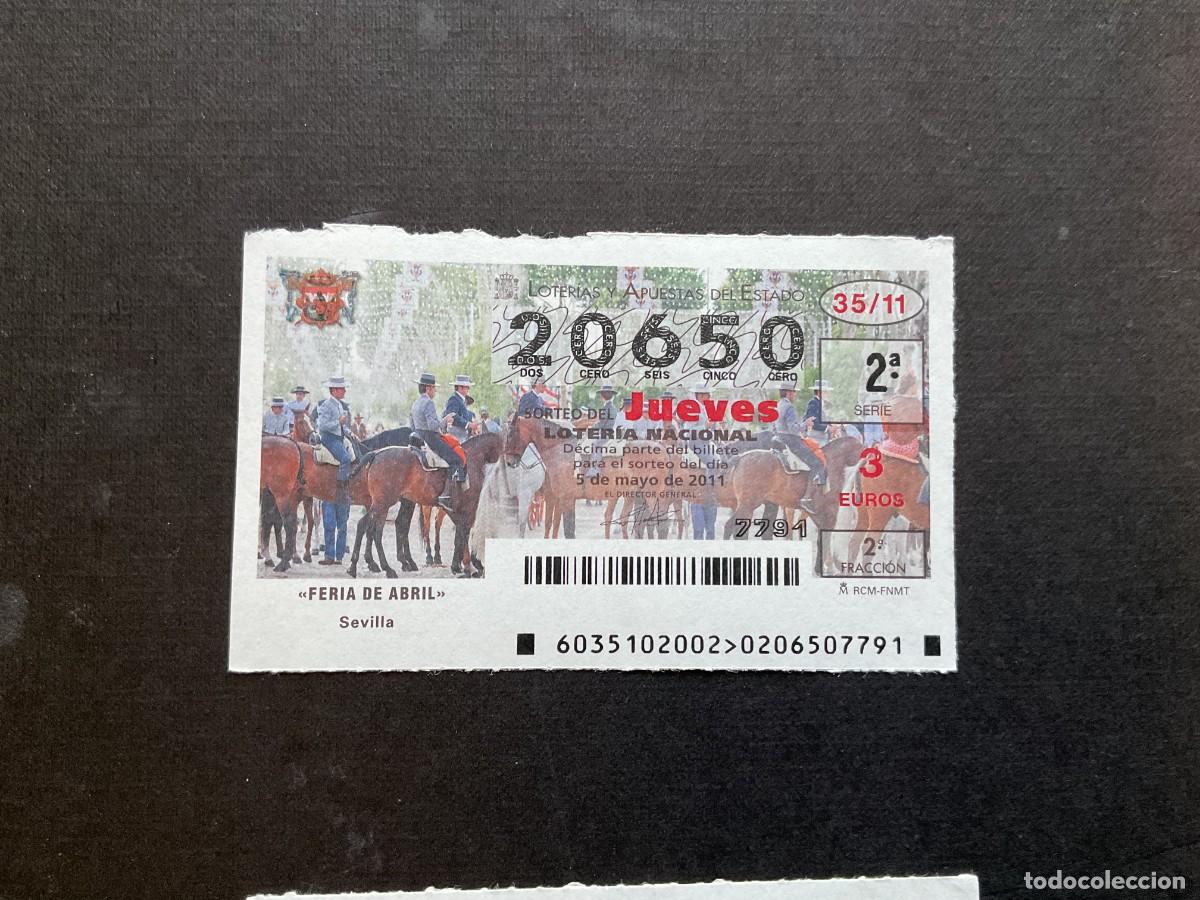 LOTERÍAS Y APUESTAS DEL ESTADO
35/11
20650
DOS CERO SEIS CINCO CERO
2ª
SERIE
SORTEO DEL Jueves
LOTERÍA NACIONAL
Décima parte del billete
para el sorteo del día
5 de mayo de 2011
EL DIRECTOR GENERAL
3
EUROS
7791
2ª
FRACCIÓN
RCM-FNMT
«FERIA DE ABRIL»
Sevilla
6035102002>0206507791
todocoleccion